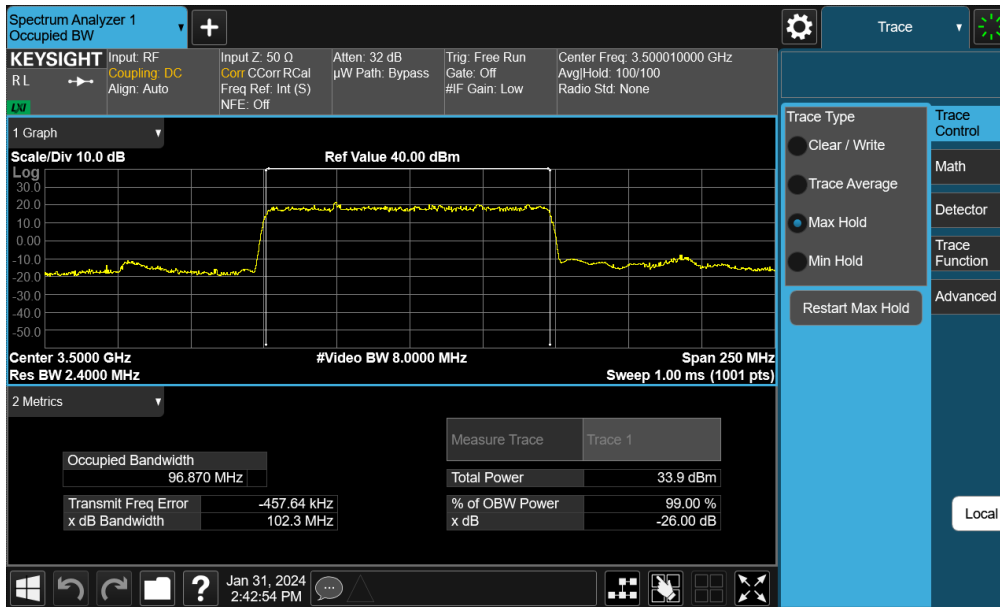 Spectrum Analyzer 1
Occupied BW
+
Trace
KEYSIGHT
R L
LXI
Input: RF
Coupling: DC
Align: Auto
Input Z: 50 Ω
Corr CCorr RCal
Freq Ref: Int (S)
NFE: Off
Atten: 32 dB
µW Path: Bypass
Trig: Free Run
Gate: Off
#IF Gain: Low
Center Freq: 3.500010000 GHz
Avg|Hold: 100/100
Radio Std: None
1 Graph
Scale/Div 10.0 dB
Ref Value 40.00 dBm
Log
30.0
20.0
10.0
0.00
-10.0
-20.0
-30.0
-40.0
-50.0
Center 3.5000 GHz
#Video BW 8.0000 MHz
Span 250 MHz
Res BW 2.4000 MHz
Sweep 1.00 ms (1001 pts)
2 Metrics
Measure Trace
Trace 1
Occupied Bandwidth
96.870 MHz
Total Power
33.9 dBm
Transmit Freq Error
-457.64 kHz
% of OBW Power
99.00 %
x dB Bandwidth
102.3 MHz
x dB
-26.00 dB
Trace Type
Clear / Write
Trace Average
Max Hold
Min Hold
Restart Max Hold
Trace
Control
Math
Detector
Trace
Function
Advanced
Local
?
Jan 31, 2024
2:42:54 PM